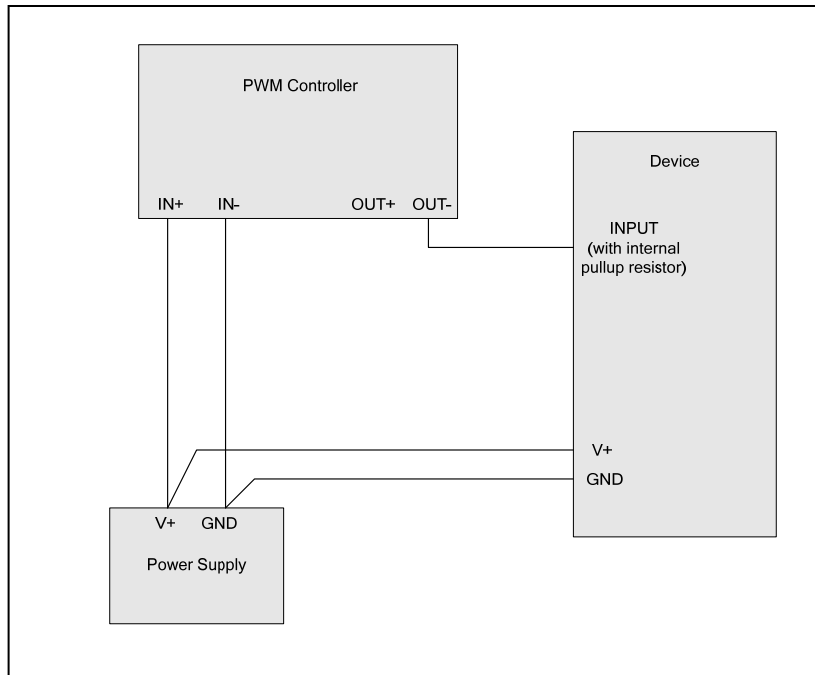 PWM Controller
IN+ IN- OUT+ OUT-
Device
INPUT
(with internal
pullup resistor)
V+
GND
V+ GND
Power Supply